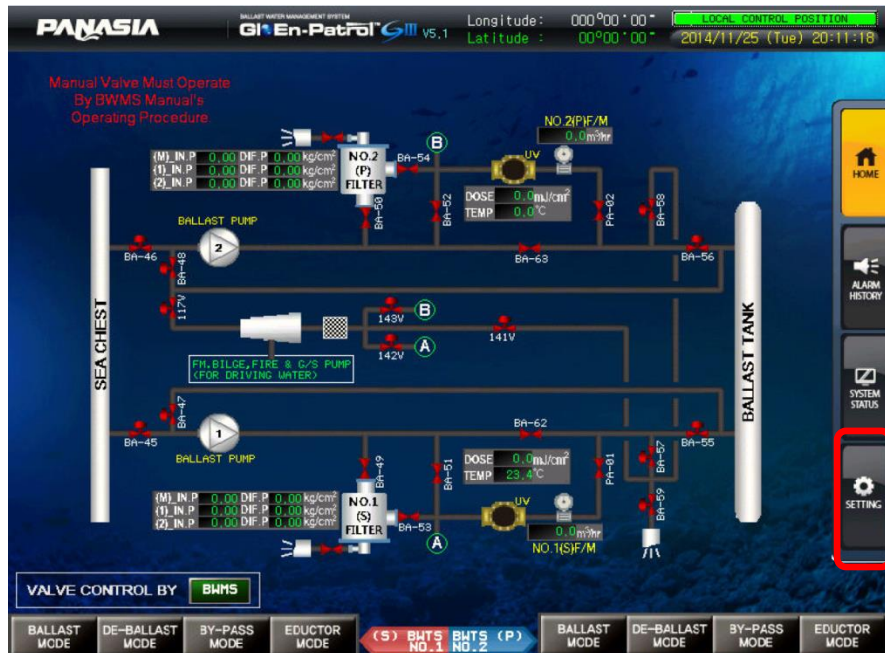 PANASIA
BALLAST WATER MANAGEMENT SYSTEM
GloEn-Patrol™ GIII V5.1
Longitude: 000°00'00"
Latitude : 00°00'00"
LOCAL CONTROL POSITION
2014/11/25 (Tue) 20:11:18
Manual Valve Must Operate
By BWMS Manual's
Operating Procedure
NO.2(P)F/M
0.0 m³/hr
{M}_IN.P 0.00 DIF.P 0.00 kg/cm²
{1}_IN.P 0.00 DIF.P 0.00 kg/cm²
{2}_IN.P 0.00 DIF.P 0.00 kg/cm²
NO.2
(P)
FILTER
BA-54
B
UV
DOSE 0.0 mJ/cm²
TEMP 0.0 °C
BA-50
BA-52
PA-02
BA-58
HOME
BALLAST PUMP
2
BA-46
BA-48
BA-63
BA-56
117V
143V
B
142V
A
141V
FM.BILGE,FIRE & G/S PUMP
(FOR DRIVING WATER)
SEA CHEST
BALLAST TANK
ALARM
HISTORY
SYSTEM
STATUS
BA-47
BA-45
1
BALLAST PUMP
BA-62
BA-55
BA-49
BA-51
DOSE 0.0 mJ/cm²
TEMP 23.4 °C
PA-01
BA-57
BA-59
{M}_IN.P 0.00 DIF.P 0.00 kg/cm²
{1}_IN.P 0.00 DIF.P 0.00 kg/cm²
{2}_IN.P 0.00 DIF.P 0.00 kg/cm²
NO.1
(S)
FILTER
BA-53
A
UV
0.0 m³/hr
NO.1(S)F/M
SETTING
VALVE CONTROL BY BWMS
BALLAST
MODE
DE-BALLAST
MODE
BY-PASS
MODE
EDUCTOR
MODE
(S) BWTS
NO.1
BWTS (P)
NO.2
BALLAST
MODE
DE-BALLAST
MODE
BY-PASS
MODE
EDUCTOR
MODE